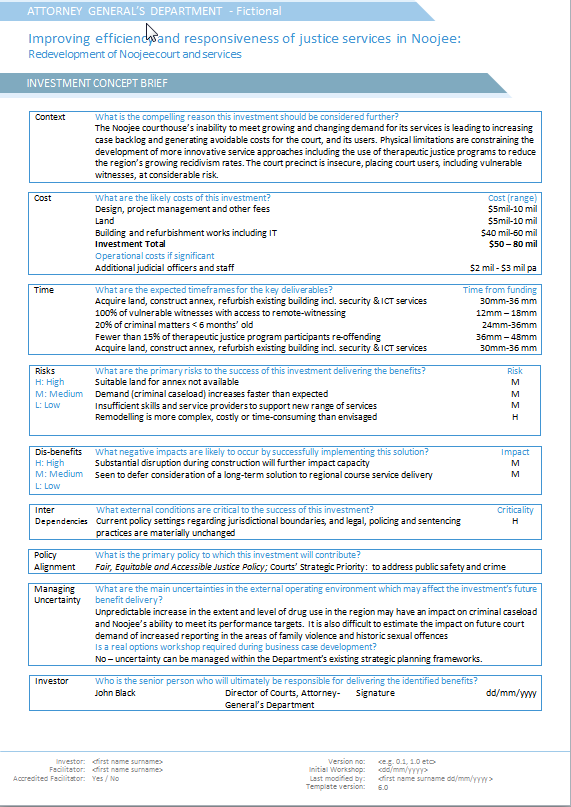 ATTORNEY GENERAL'S DEPARTMENT - Fictional
Improving efficiency and responsiveness of justice services in Noojee:
Redevelopment of Noojeecourt and services
INVESTMENT CONCEPT BRIEF
Context What is the compelling reason this investment should be considered further?
The Noojee courthouse's inability to meet growing and changing demand for its services is leading to increasing
case backlog and generating avoidable costs for the court, and its users. Physical limitations are constraining the
development of more innovative service approaches including the use of therapeutic justice programs to reduce
the region's growing recidivism rates. The court precinct is insecure, placing court users, including vulnerable
witnesses, at considerable risk.
Cost What are the likely costs of this investment? Cost (range)
Design, project management and other fees $5mil-10 mil
Land $5mil-10 mil
Building and refurbishment works including IT $40 mil-60 mil
Investment Total $50 – 80 mil
Operational costs if significant
Additional judicial officers and staff $2 mil - $3 mil pa
Time What are the expected timeframes for the key deliverables? Time from funding
Acquire land, construct annex, refurbish existing building incl. security & ICT services 30mm-36 mm
100% of vulnerable witnesses with access to remote-witnessing 12mm – 18mm
20% of criminal matters < 6 months' old 24mm-36mm
Fewer than 15% of therapeutic justice program participants re-offending 36mm – 48mm
Acquire land, construct annex, refurbish existing building incl. security & ICT services 30mm-36 mm
Risks What are the primary risks to the success of this investment delivering the benefits? Risk
H: High Suitable land for annex not available M
M: Medium Demand (criminal caseload) increases faster than expected M
L: Low Insufficient skills and service providers to support new range of services M
Remodelling is more complex, costly or time-consuming than envisaged H
Dis-benefits What negative impacts are likely to occur by successfully implementing this solution? Impact
H: High Substantial disruption during construction will further impact capacity M
M: Medium Seen to defer consideration of a long-term solution to regional course service delivery M
L: Low
Inter What external conditions are critical to the success of this investment? Criticality
Dependencies Current policy settings regarding jurisdictional boundaries, and legal, policing and sentencing H
practices are materially unchanged
Policy What is the primary policy to which this investment will contribute?
Alignment Fair, Equitable and Accessible Justice Policy; Courts' Strategic Priority: to address public safety and crime
Managing What are the main uncertainties in the external operating environment which may affect the investment's future
Uncertainty benefit delivery?
Unpredictable increase in the extent and level of drug use in the region may have an impact on criminal caseload
and Noojee's ability to meet its performance targets. It is also difficult to estimate the impact on future court
demand of increased reporting in the areas of family violence and historic sexual offences
Is a real options workshop required during business case development?
No – uncertainty can be managed within the Department's existing strategic planning frameworks.
Investor Who is the senior person who will ultimately be responsible for delivering the identified benefits?
John Black Director of Courts, Attorney- Signature dd/mm/yyyy
General's Department
Investor: <first name surname> Version no: <e.g. 0.1, 1.0 etc>
Facilitator: <first name surname> Initial Workshop: <dd/mm/yyyy>
Accredited Facilitator: Yes / No Last modified by: <first name surname dd/mm/yyyy>
Template version: 6.0